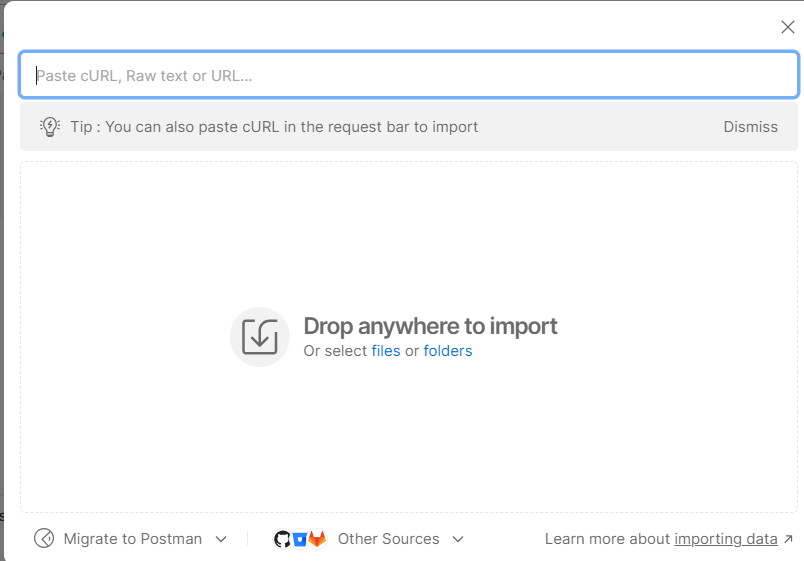 Paste cURL, Raw text or URL...
Tip : You can also paste cURL in the request bar to import
Dismiss
Drop anywhere to import
Or select files or folders
Migrate to Postman
Other Sources
Learn more about importing data ↗